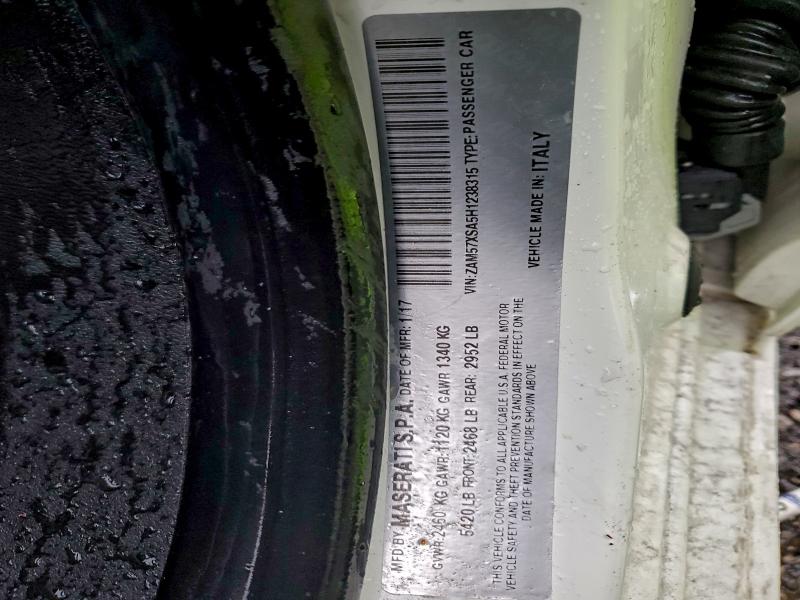 MFD BY MASERATI S.P.A. DATE OF MFR: 1/17
GVWR:2460 KG GAWR:1120 KG GAWR 1340 KG
5420 LB FRONT:2468 LB REAR: 2952 LB
VIN:ZAM57XSA5H1238315 TYPE:PASSENGER CAR
THIS VEHICLE CONFORMS TO ALL APPLICABLE U.S.A. FEDERAL MOTOR
VEHICLE SAFETY AND THEFT PREVENTION STANDARDS IN EFFECT ON THE
DATE OF MANUFACTURE SHOWN ABOVE
VEHICLE MADE IN: ITALY